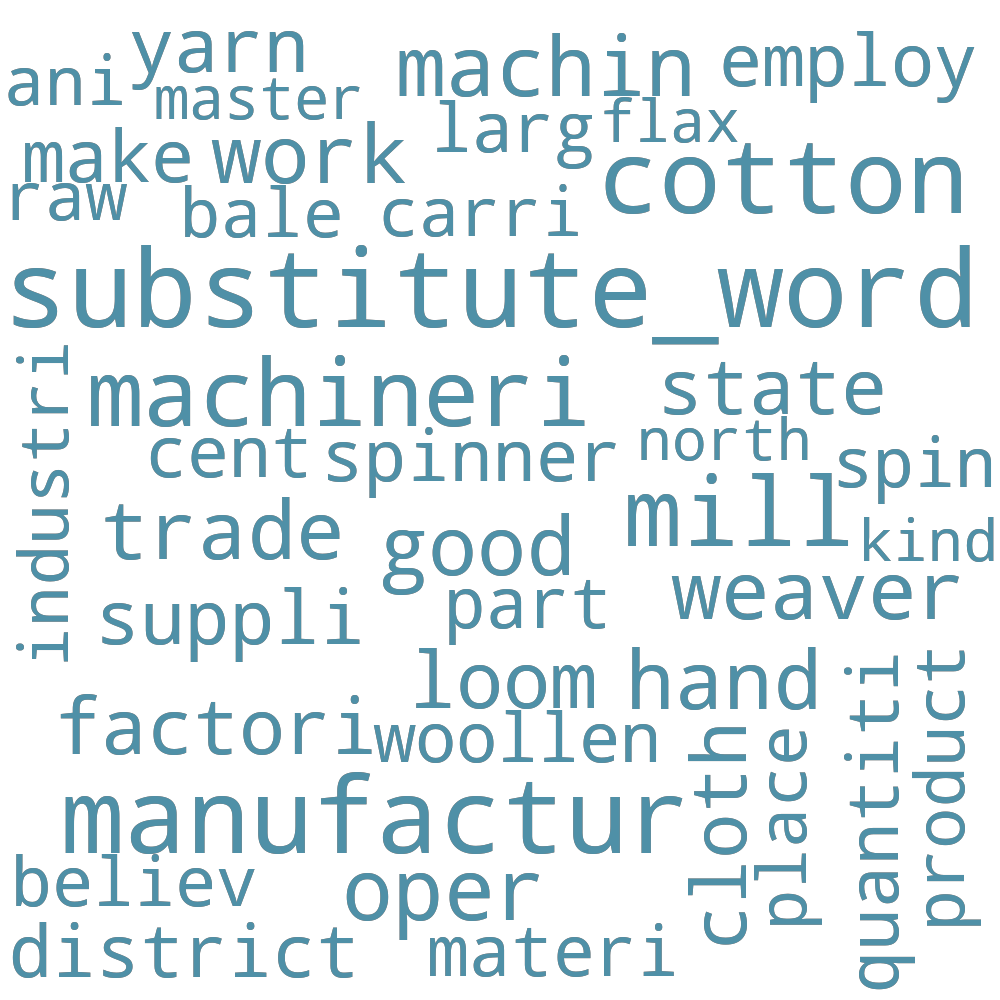 yarn
machin
employ
ani
master
larg
flax
make
work
cotton
raw
bale
carri
substitute_word
industri
machineri
state
cent
spinner
north
spin
trade
good
mill
kind
suppli
part
weaver
loom
hand
factori
woollen
cloth
place
quantiti
product
manufactur
believ
oper
district
materi